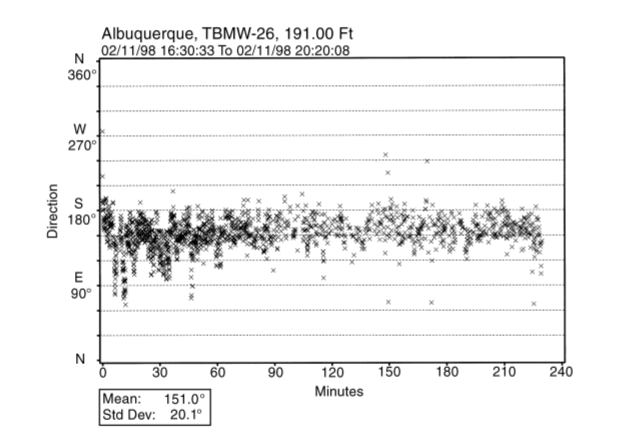 Albuquerque, TBMW-26, 191.00 Ft
02/11/98 16:30:33 To 02/11/98 20:20:08
N
360°
W
270°
S
180°
E
90°
N
Direction
0 30 60 90 120 150 180 210 240
Minutes
Mean: 151.0°
Std Dev: 20.1°